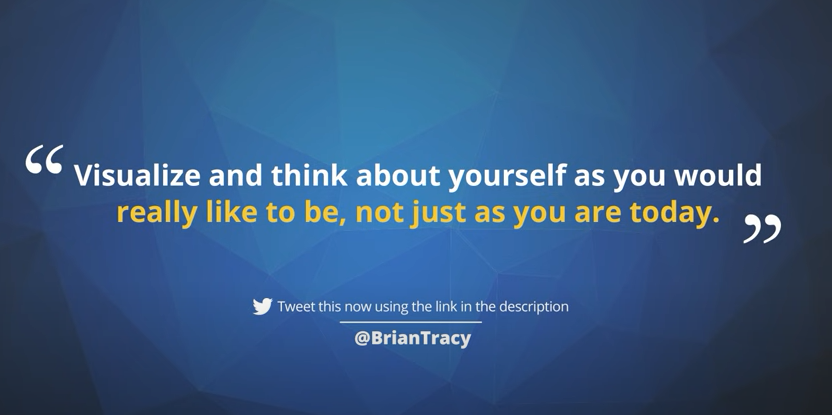 “ Visualize and think about yourself as you would
really like to be, not just as you are today. ”
Tweet this now using the link in the description
@BrianTracy